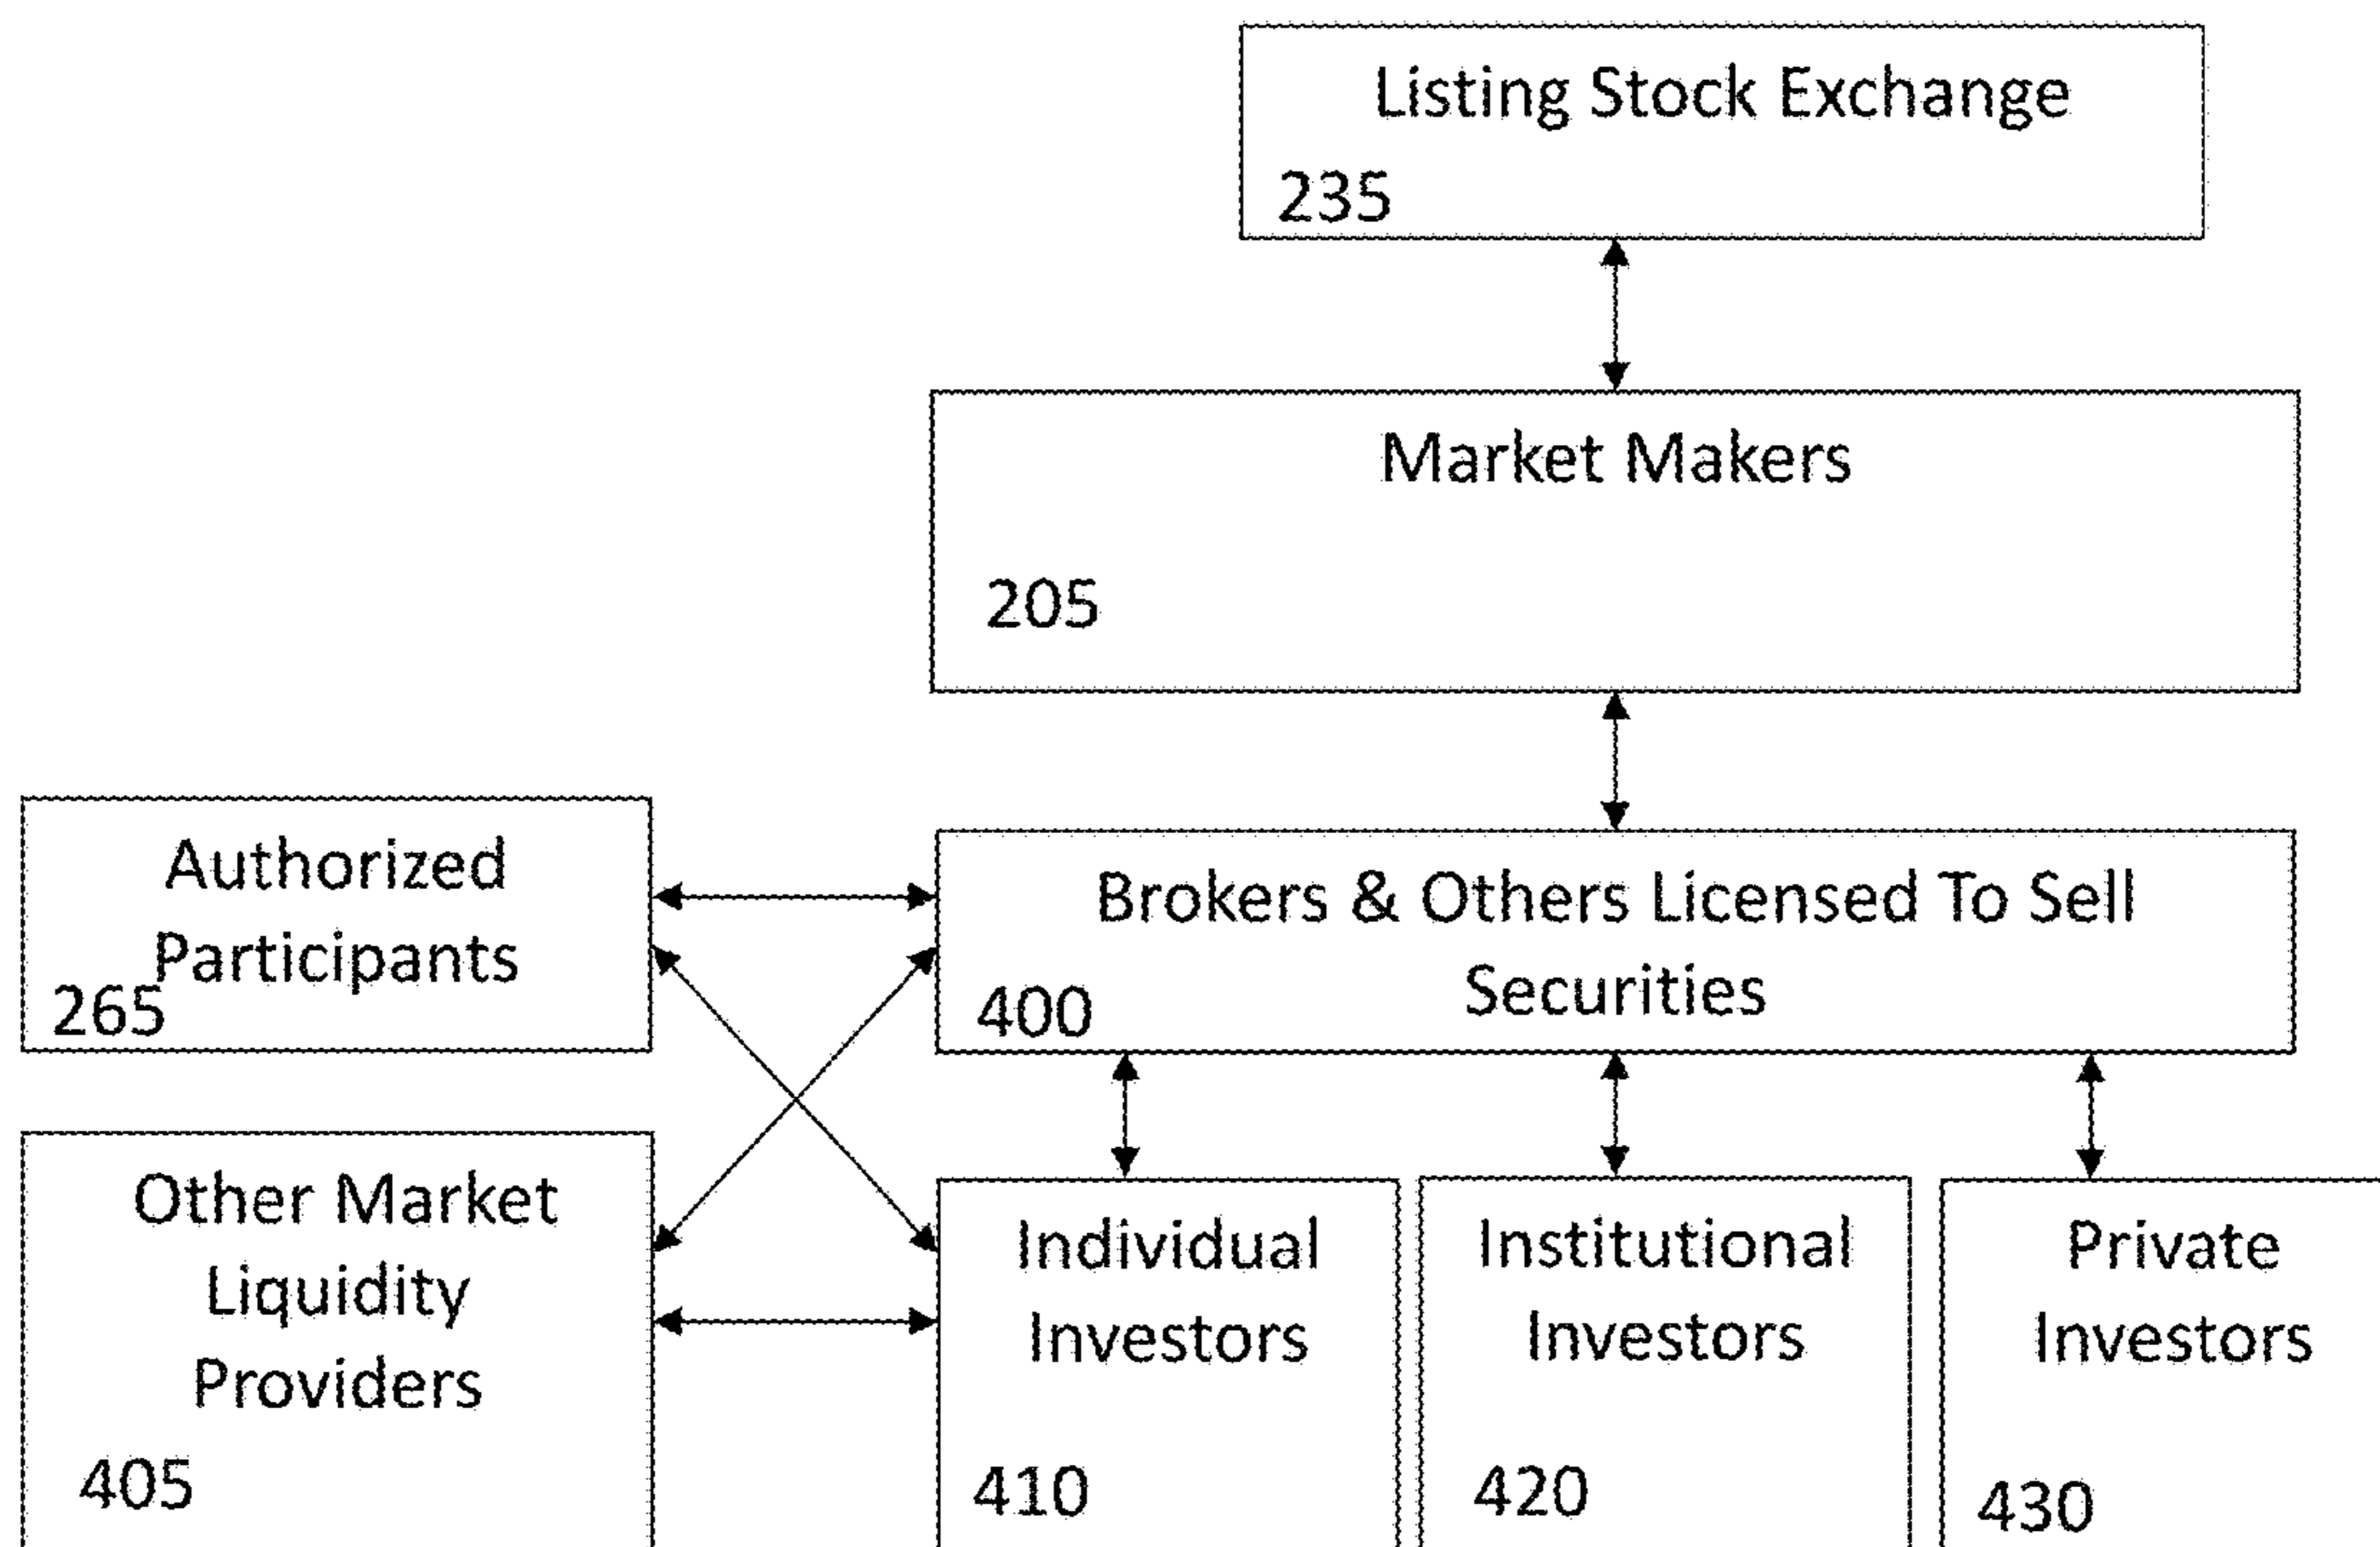 Listing Stock Exchange
235
Market Makers
205
Authorized
Participants
265
Brokers & Others Licensed To Sell
Securities
400
Other Market
Liquidity
Providers
405
Individual
Investors
410
Institutional
Investors
420
Private
Investors
430